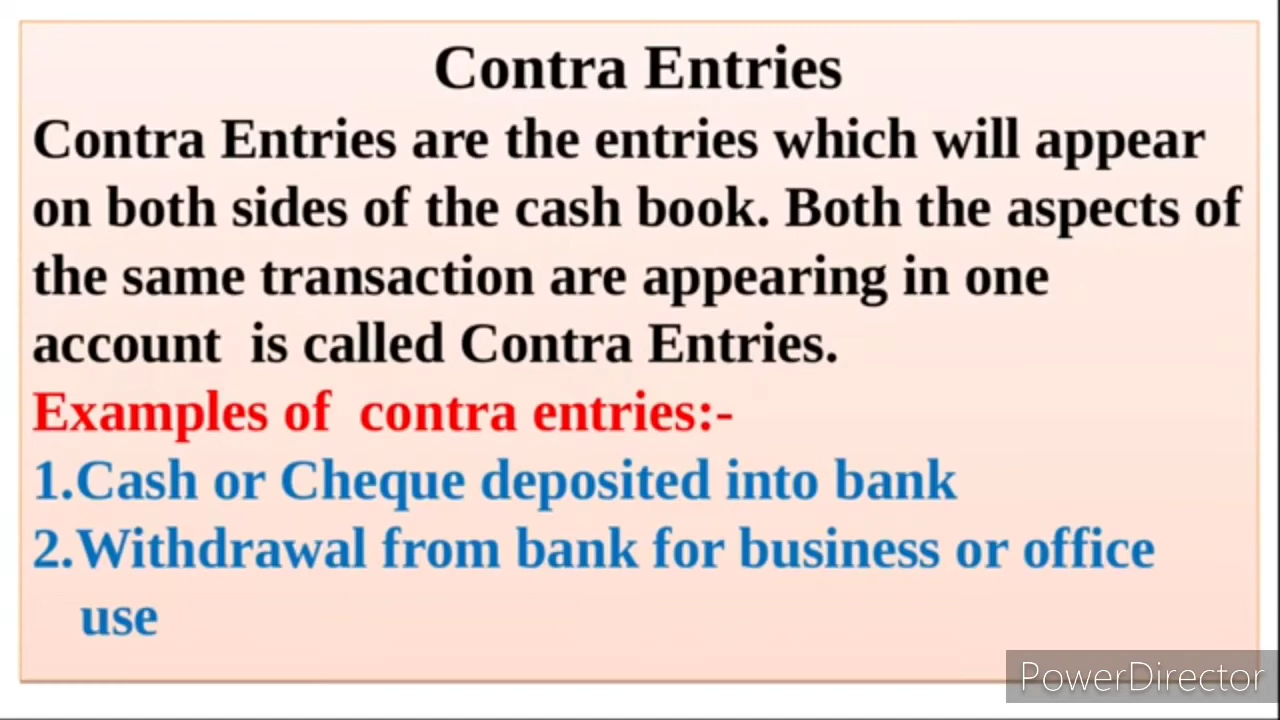 Contra Entries
Contra Entries are the entries which will appear
on both sides of the cash book. Both the aspects of
the same transaction are appearing in one
account  is called Contra Entries.
Examples of  contra entries:-
1.Cash or Cheque deposited into bank
2.Withdrawal from bank for business or office
use
PowerDirector